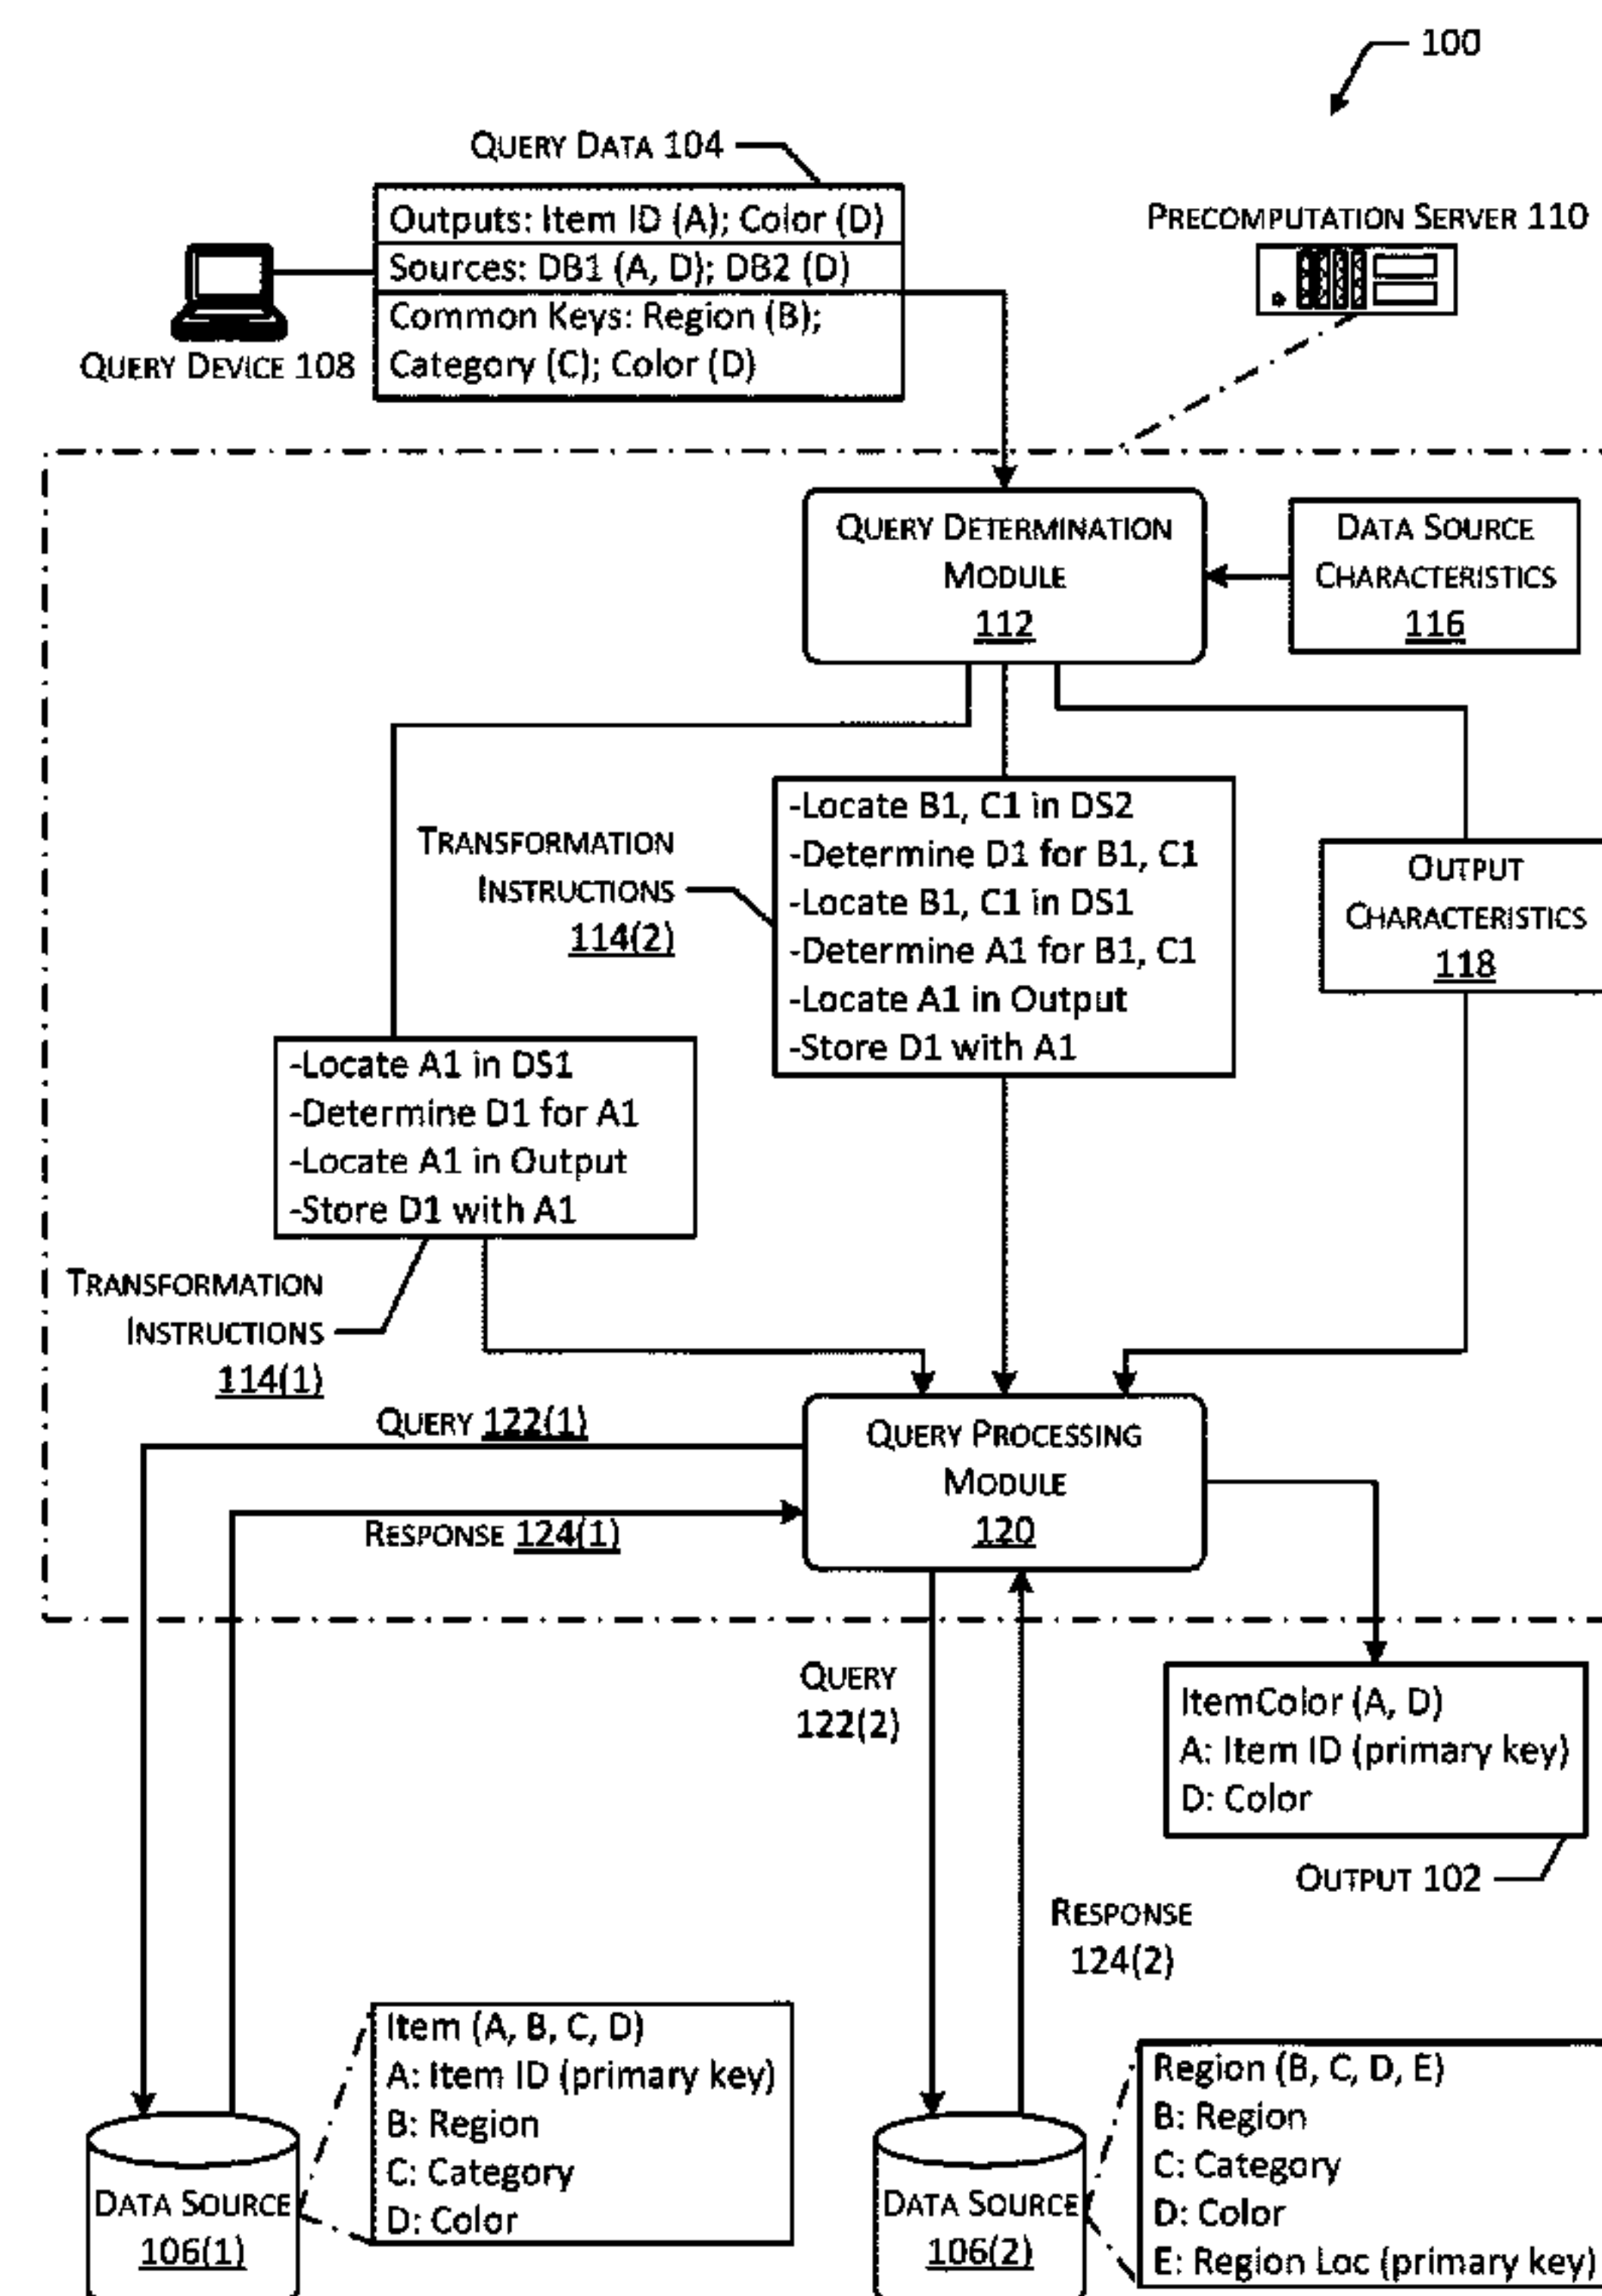 100
QUERY DATA 104
Outputs: Item ID (A); Color (D)
Sources: DB1 (A, D); DB2 (D)
Common Keys: Region (B);
Category (C); Color (D)
QUERY DEVICE 108
PRECOMPUTATION SERVER 110
QUERY DETERMINATION
MODULE
112
DATA SOURCE
CHARACTERISTICS
116
TRANSFORMATION
INSTRUCTIONS
114(2)
-Locate B1, C1 in DS2
-Determine D1 for B1, C1
-Locate B1, C1 in DS1
-Determine A1 for B1, C1
-Locate A1 in Output
-Store D1 with A1
OUTPUT
CHARACTERISTICS
118
-Locate A1 in DS1
-Determine D1 for A1
-Locate A1 in Output
-Store D1 with A1
TRANSFORMATION
INSTRUCTIONS
114(1)
QUERY 122(1)
RESPONSE 124(1)
QUERY PROCESSING
MODULE
120
QUERY
122(2)
ItemColor (A, D)
A: Item ID (primary key)
D: Color
OUTPUT 102
RESPONSE
124(2)
Item (A, B, C, D)
A: Item ID (primary key)
B: Region
C: Category
D: Color
DATA SOURCE
106(1)
Region (B, C, D, E)
B: Region
C: Category
D: Color
E: Region Loc (primary key)
DATA SOURCE
106(2)